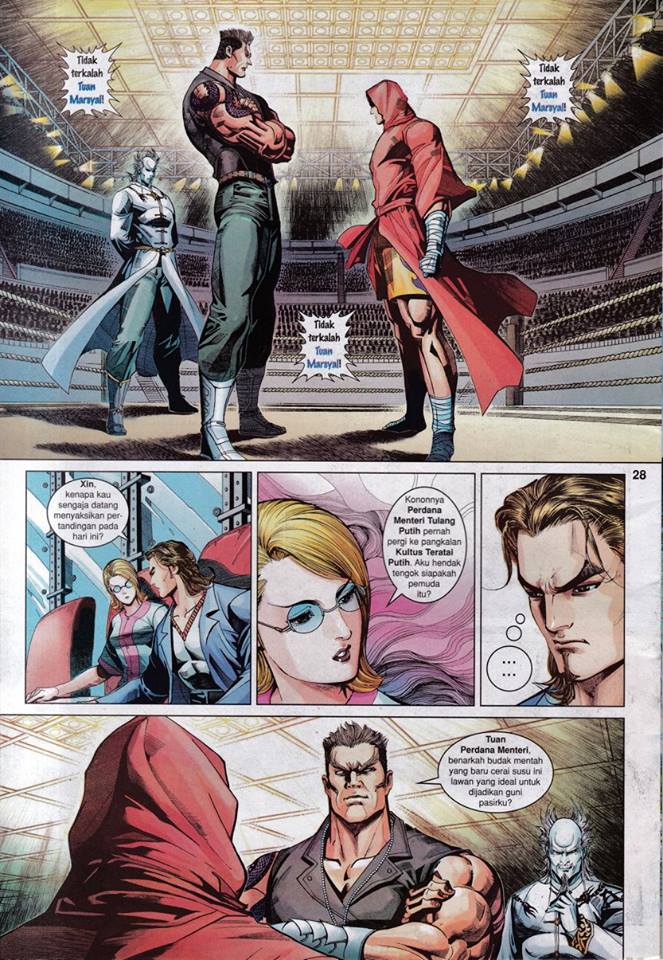 Tidak
terkalah
Tuan
Marsyal!
Tidak
terkalah
Tuan
Marsyal!
Tidak
terkalah
Tuan
Marsyal!
28
Xin,
kenapa kau
sengaja datang
menyaksikan per-
tandingan pada
hari ini?
Kononnya
Perdana
Menteri Tulang
Putih pernah
pergi ke pangkalan
Kultus Teratai
Putih. Aku hendak
tengok siapakah
pemuda
itu?
...
...
Tuan
Perdana Menteri,
benarkah budak mentah
yang baru cerai susu ini
lawan yang ideal untuk
dijadikan guni
pasirku?